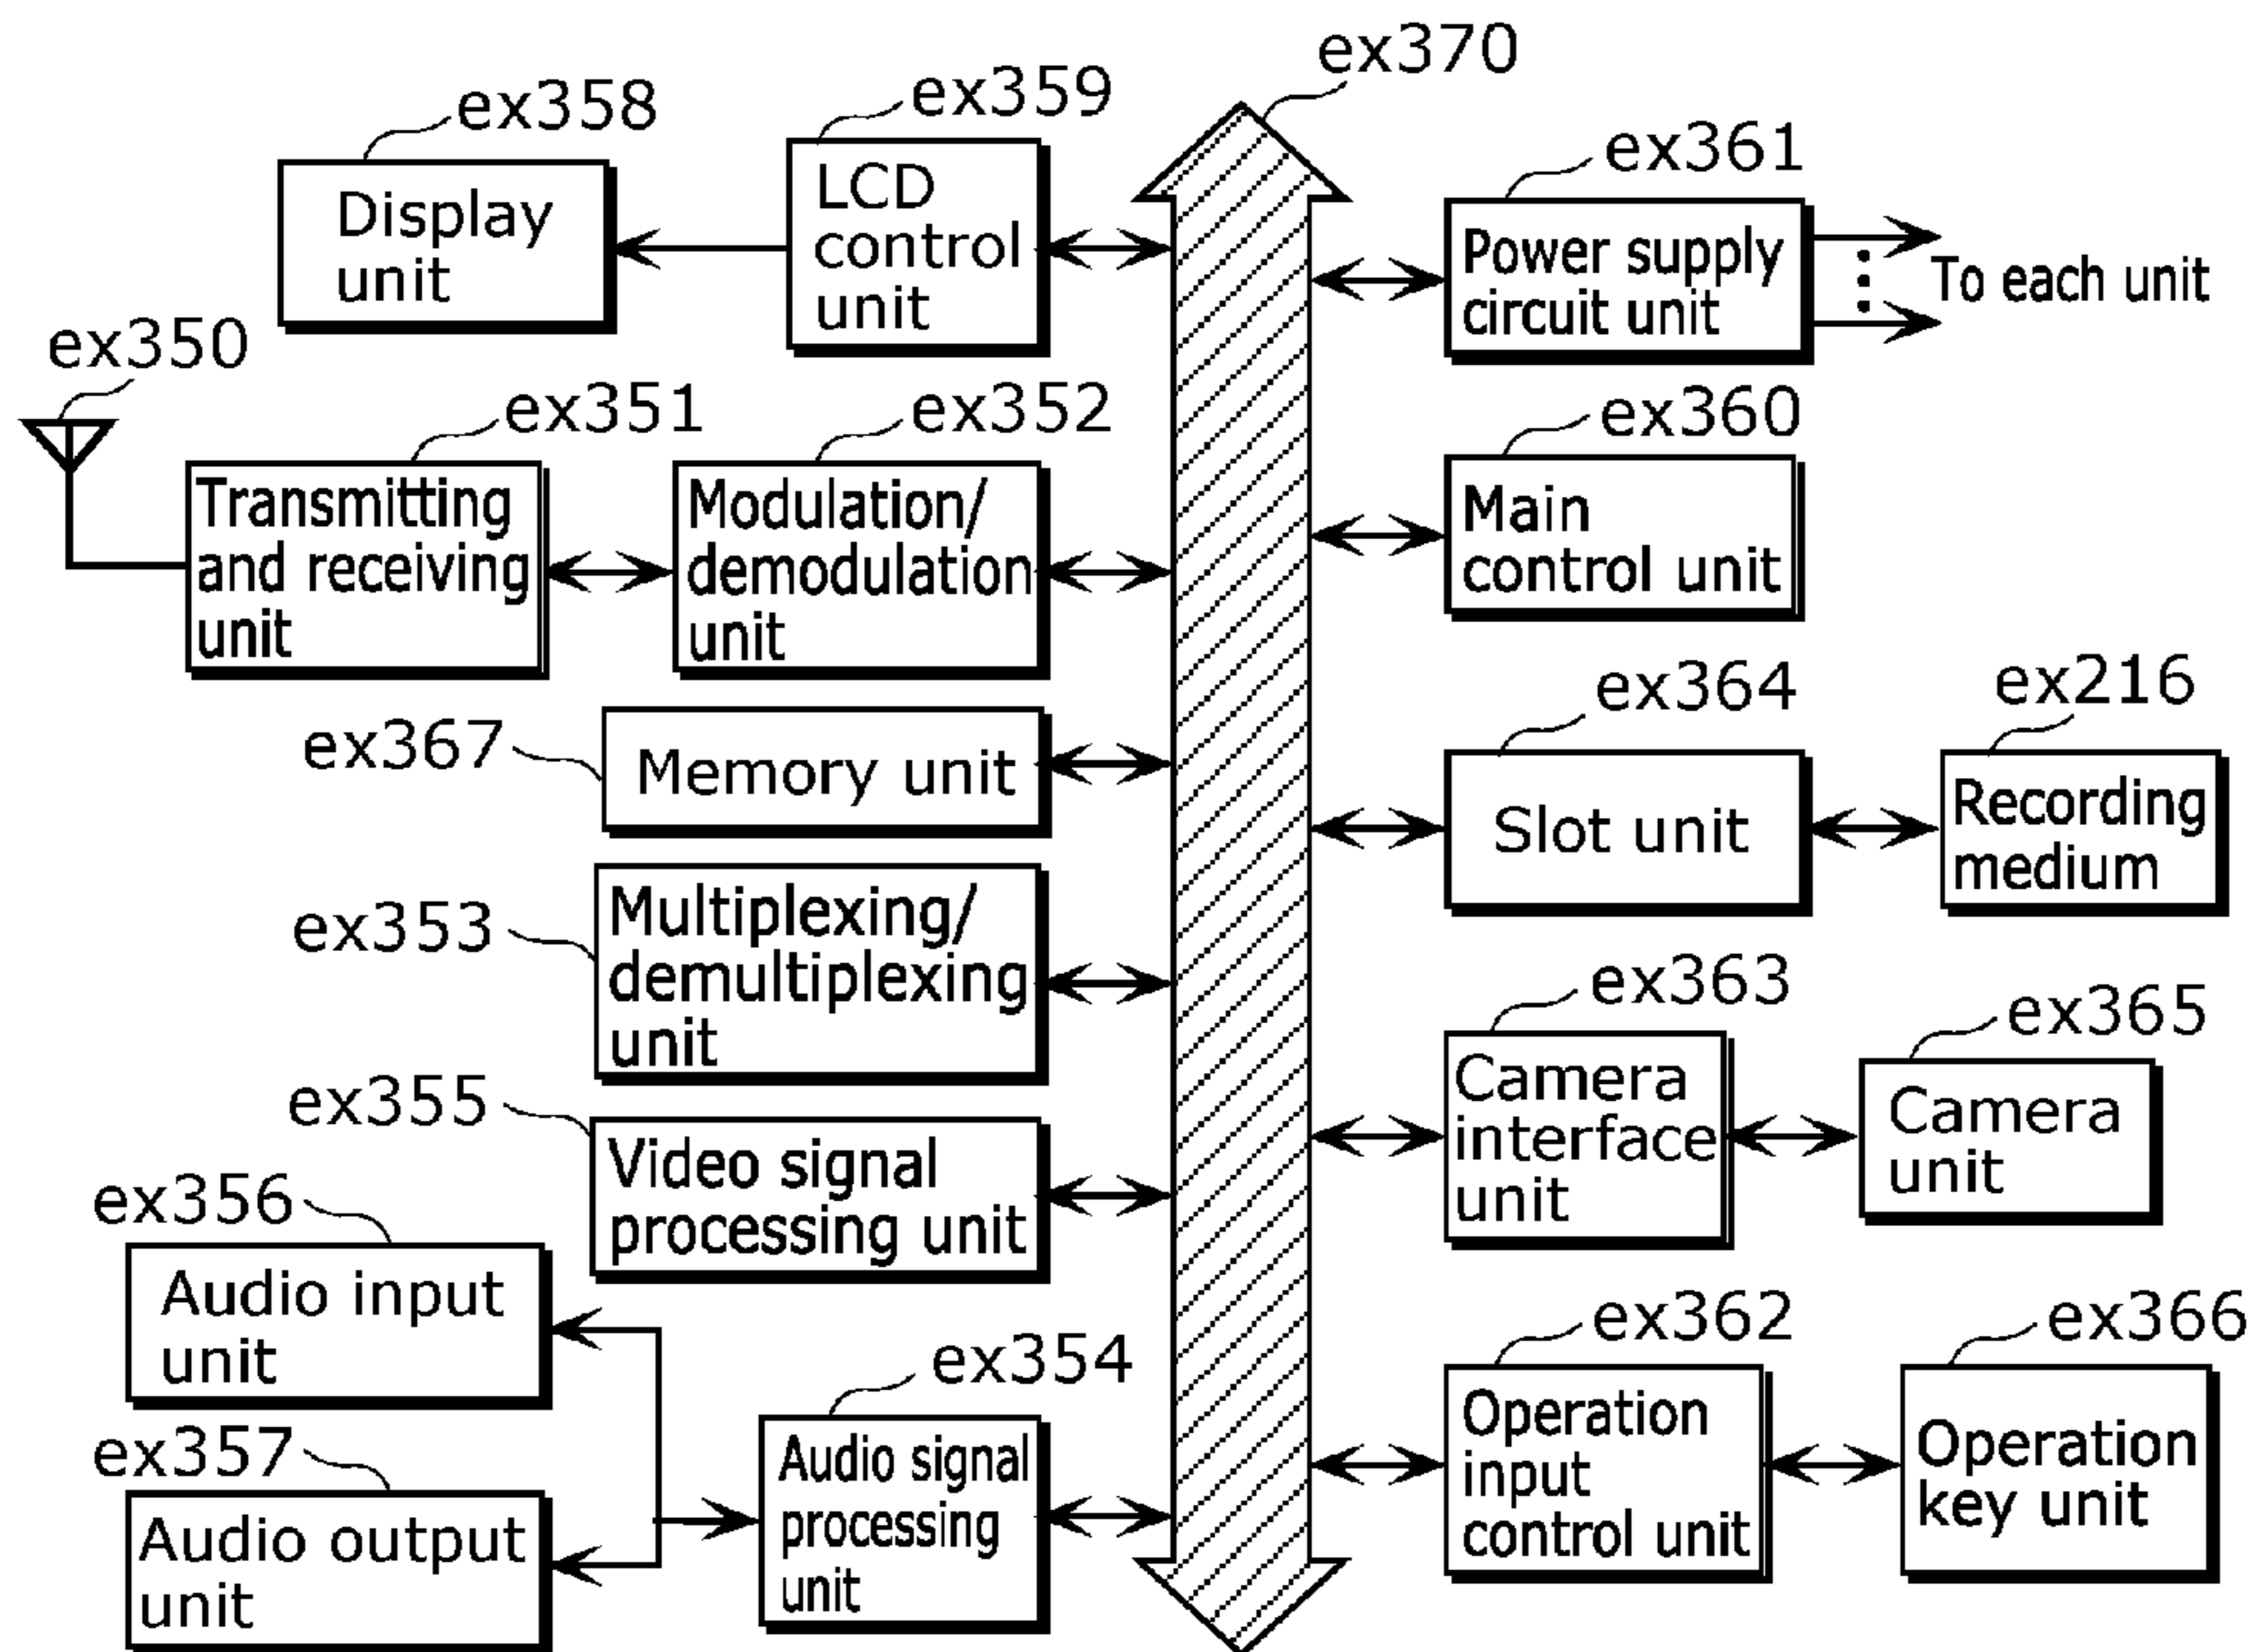 ex370
ex358
ex359
ex361
Display
unit
LCD
control
unit
Power supply
circuit unit
To each unit
ex350
ex351
ex352
ex360
Transmitting
and receiving
unit
Modulation/
demodulation
unit
Main
control unit
ex367
Memory unit
ex364
ex216
Slot unit
Recording
medium
ex353
Multiplexing/
demultiplexing
unit
ex363
ex365
Camera
interface
unit
Camera
unit
ex355
Video signal
processing unit
ex356
Audio input
unit
ex354
ex362
ex366
Operation
input
control unit
Operation
key unit
ex357
Audio output
unit
Audio signal
processing
unit